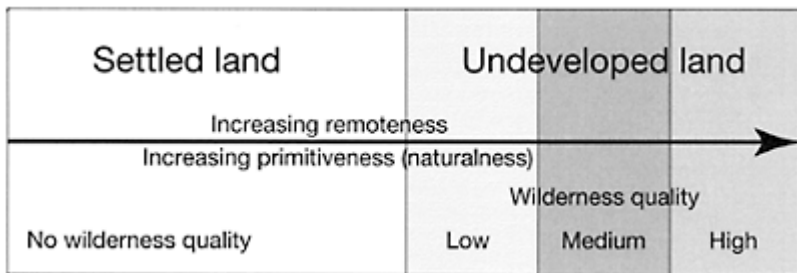 Settled land
Undeveloped land
Increasing remoteness
Increasing primitiveness (naturalness)
Wilderness quality
No wilderness quality
Low
Medium
High